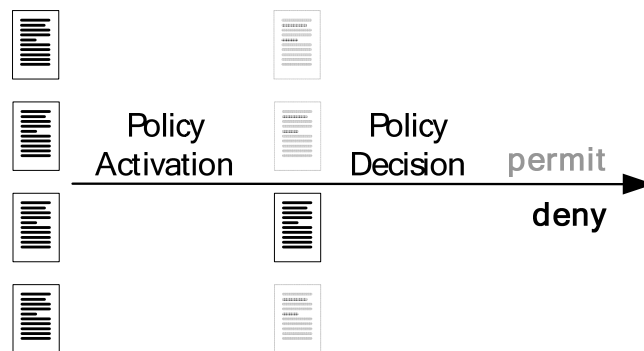 Policy
Activation
Policy
Decision
permit
deny